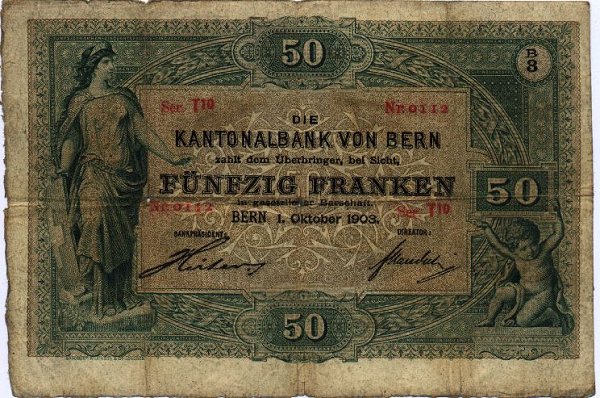 50
B
3
Ser. T10 Nr. 0112
DIE
KANTONALBANK VON BERN
zahlt dem Überbringer, bei Sicht,
FÜNFZIG FRANKEN
50
in gesetzlicher Barschaft.
Nr. 0112 Ser. T10
BERN 1. Oktober 1903.
BANKPRÄSIDENT: DIREKTOR:
50